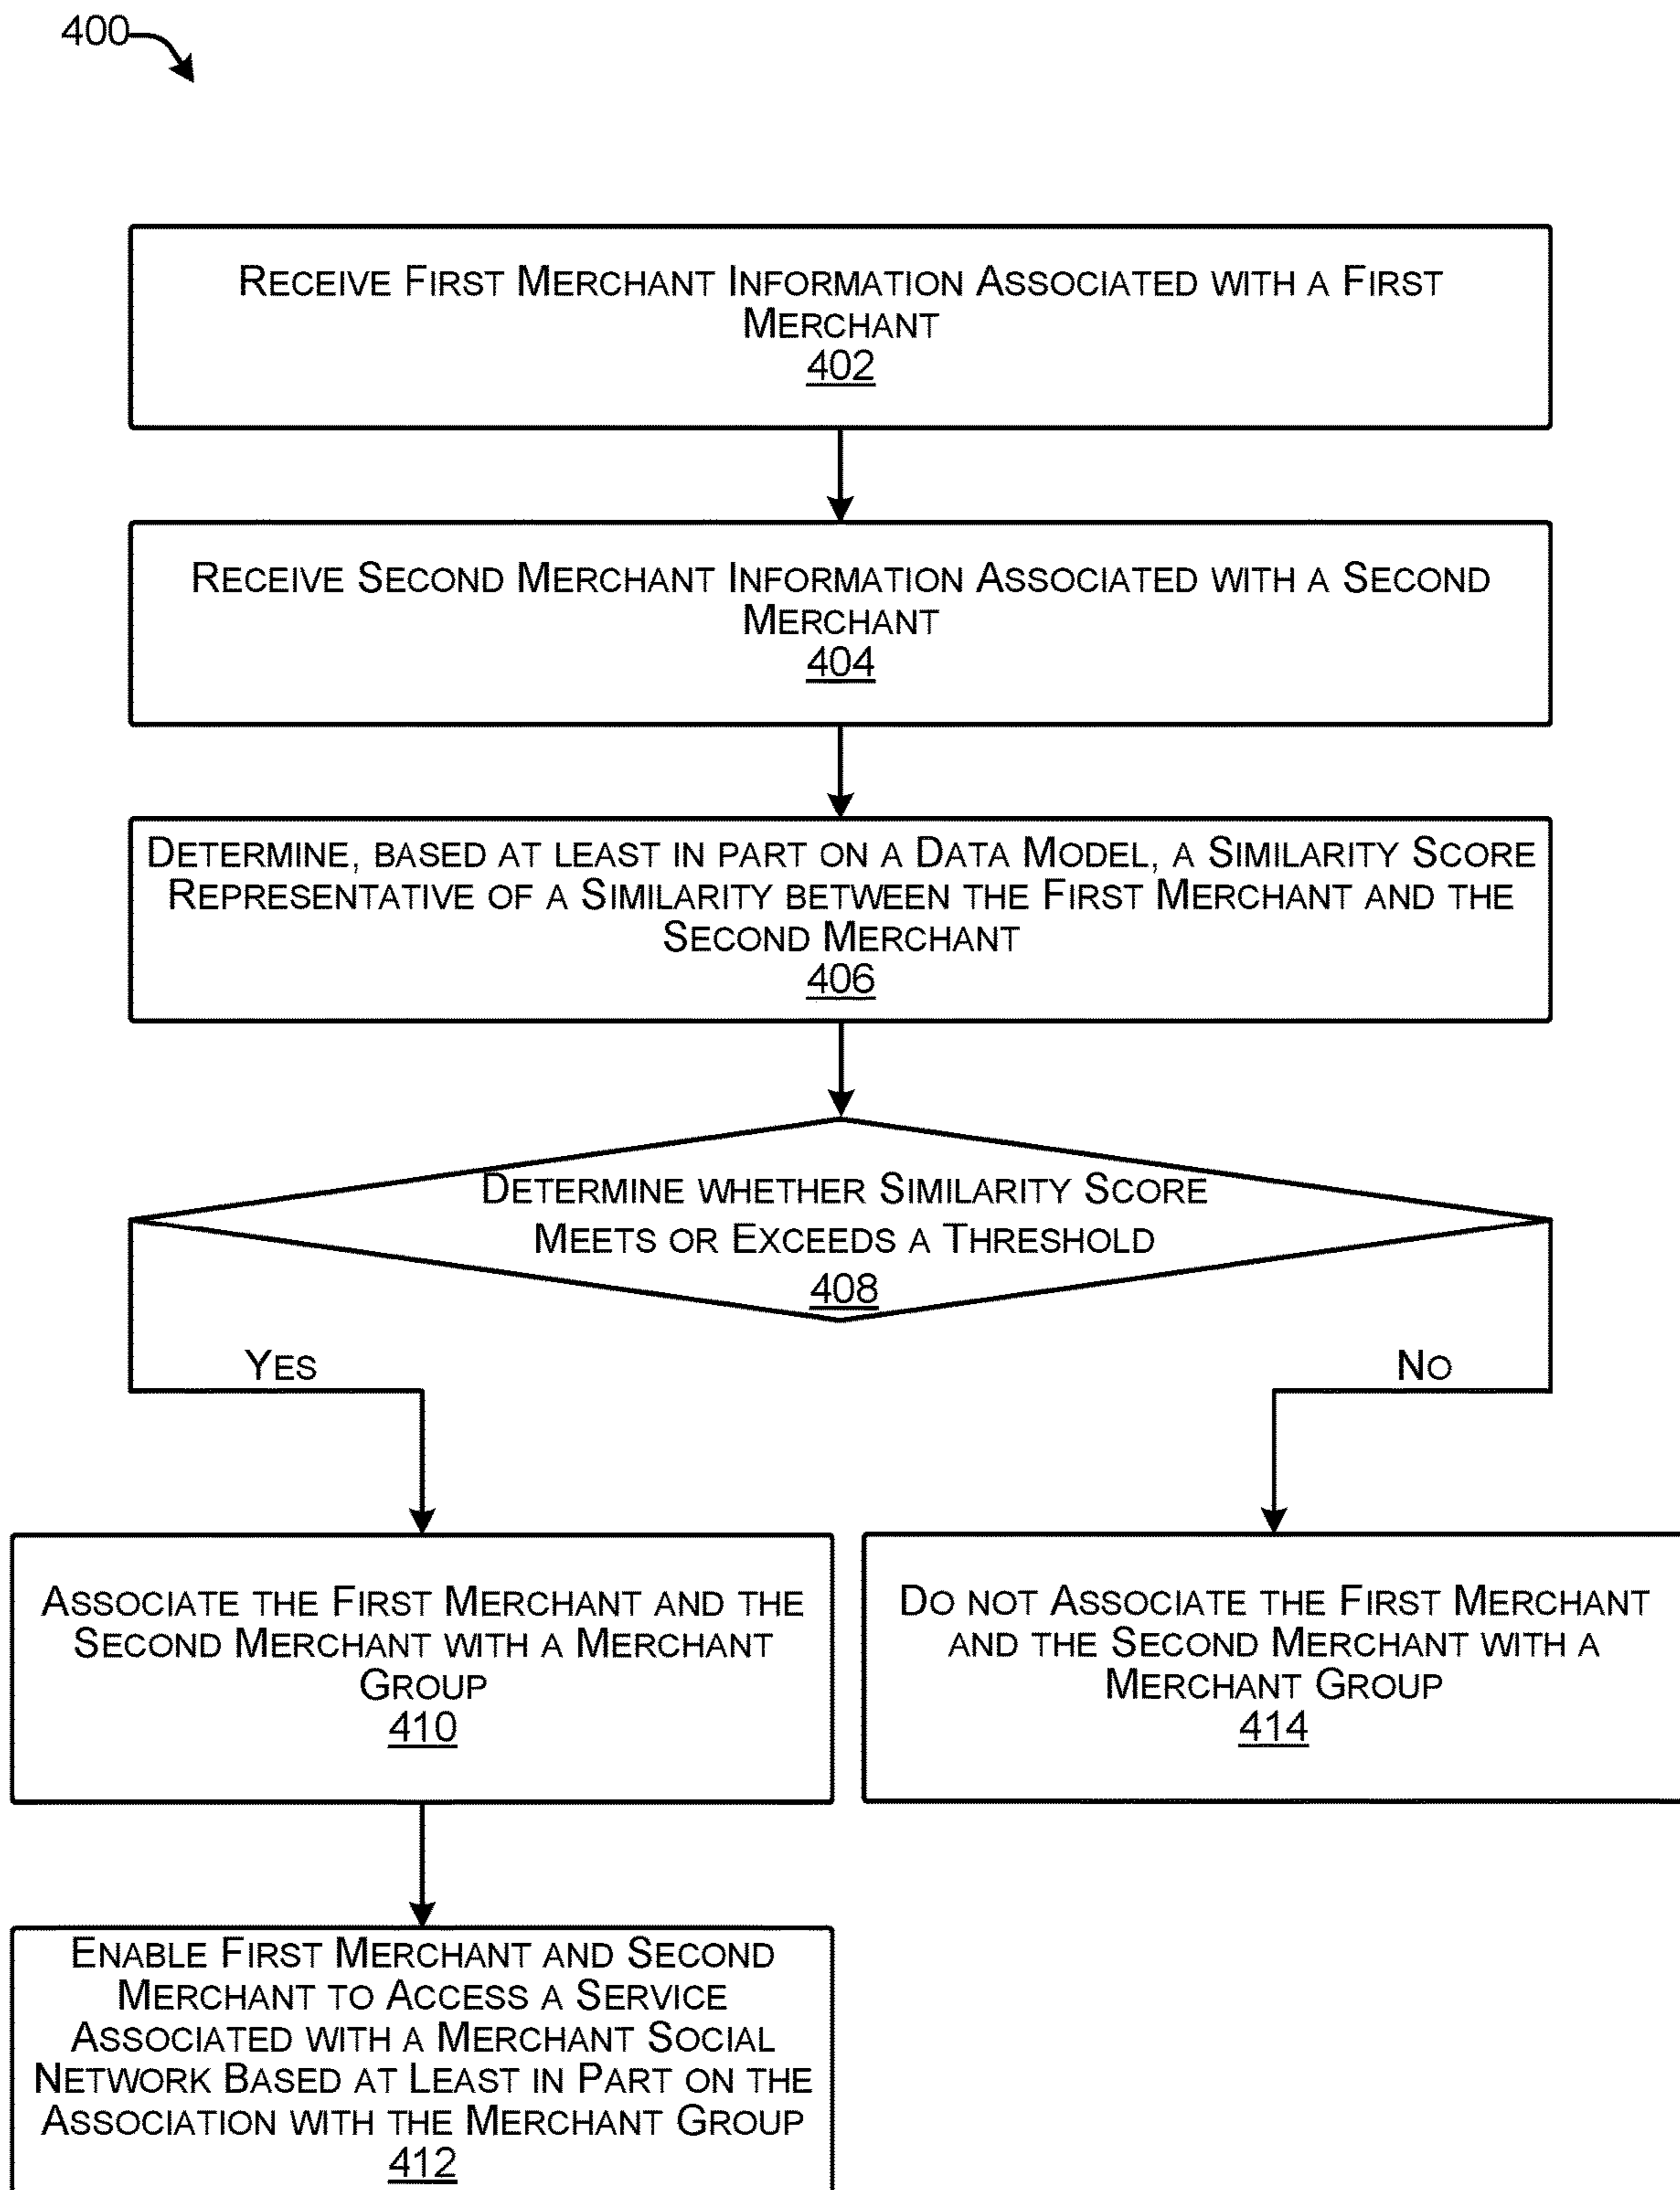 400
RECEIVE FIRST MERCHANT INFORMATION ASSOCIATED WITH A FIRST
MERCHANT
402
RECEIVE SECOND MERCHANT INFORMATION ASSOCIATED WITH A SECOND
MERCHANT
404
DETERMINE, BASED AT LEAST IN PART ON A DATA MODEL, A SIMILARITY SCORE
REPRESENTATIVE OF A SIMILARITY BETWEEN THE FIRST MERCHANT AND THE
SECOND MERCHANT
406
DETERMINE WHETHER SIMILARITY SCORE
MEETS OR EXCEEDS A THRESHOLD
408
YES
NO
ASSOCIATE THE FIRST MERCHANT AND THE
SECOND MERCHANT WITH A MERCHANT
GROUP
410
DO NOT ASSOCIATE THE FIRST MERCHANT
AND THE SECOND MERCHANT WITH A
MERCHANT GROUP
414
ENABLE FIRST MERCHANT AND SECOND
MERCHANT TO ACCESS A SERVICE
ASSOCIATED WITH A MERCHANT SOCIAL
NETWORK BASED AT LEAST IN PART ON THE
ASSOCIATION WITH THE MERCHANT GROUP
412